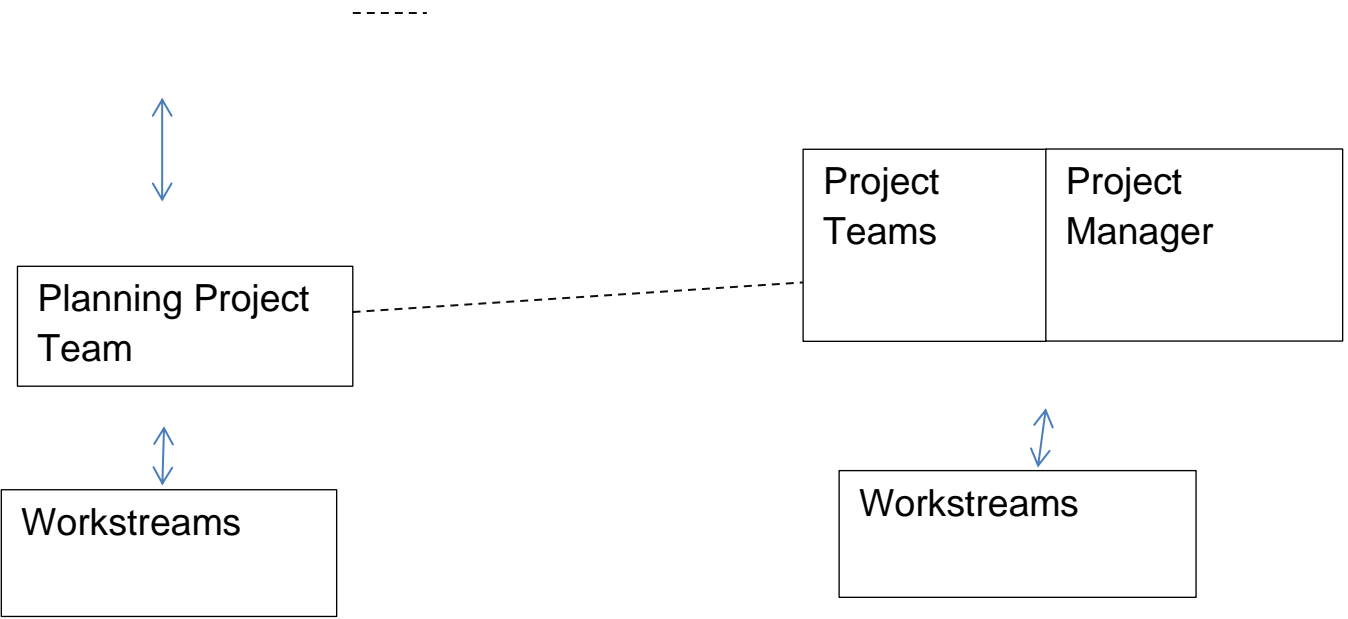 Project
Teams
Project
Manager
Planning Project
Team
Workstreams
Workstreams